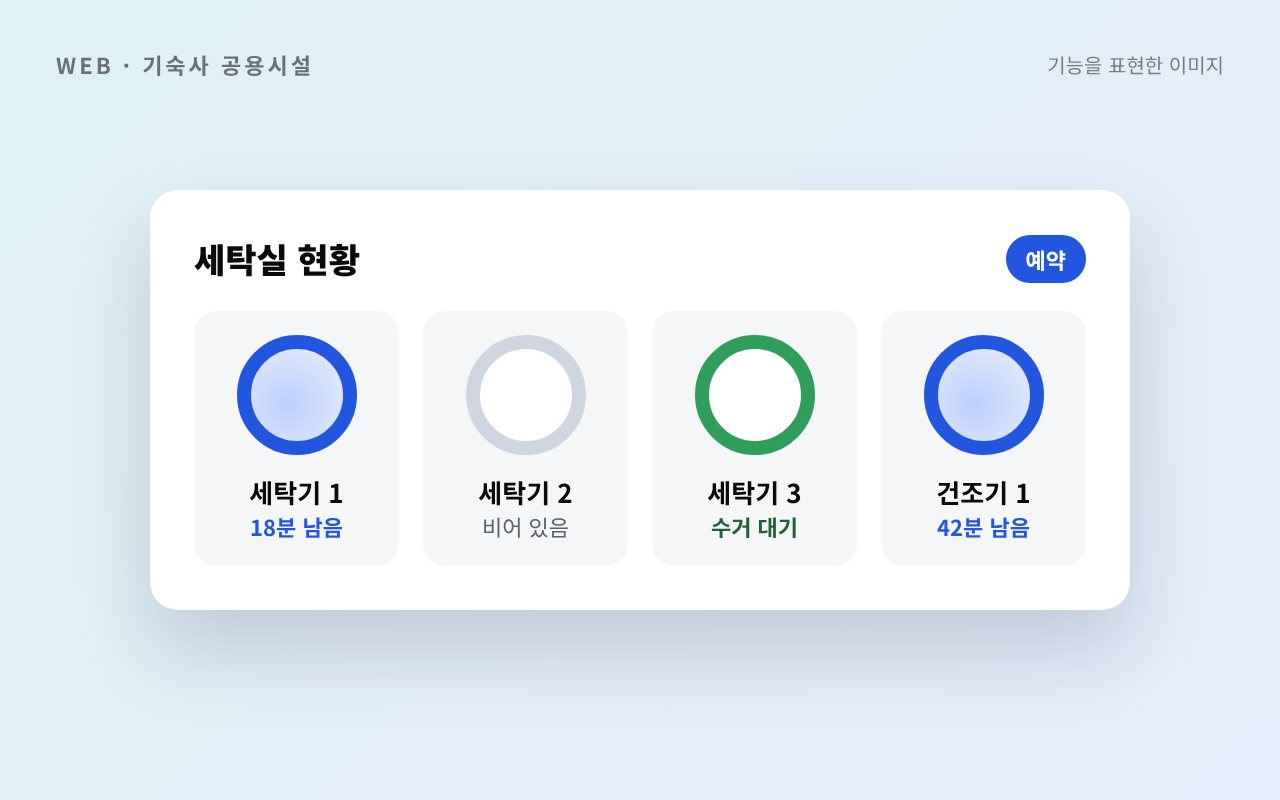 WEB · 기숙사 공용시설
기능을 표현한 이미지
세탁실 현황
예약
세탁기 1
18분 남음
세탁기 2
비어 있음
세탁기 3
수거 대기
건조기 1
42분 남음